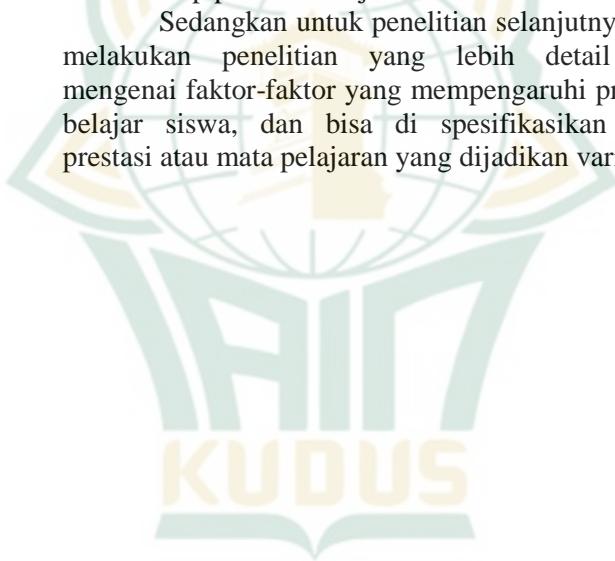 Sedangkan untuk penelitian selanjutny
melakukan penelitian yang lebih detail
mengenai faktor-faktor yang mempengaruhi pr
belajar siswa, dan bisa di spesifikasikan
prestasi atau mata pelajaran yang dijadikan var
IAIN
KUDUS